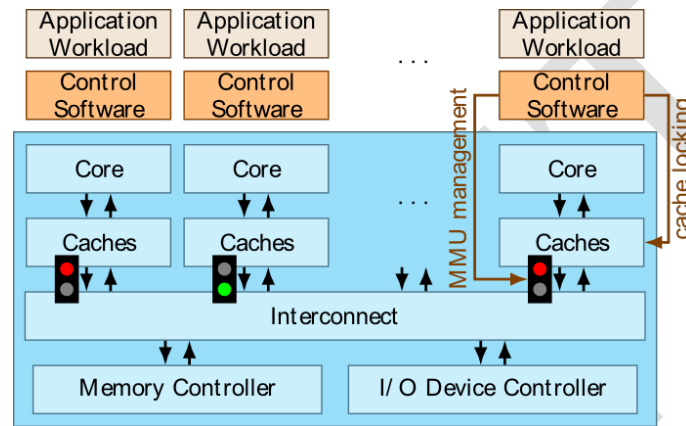 Application
Workload
Application
Workload
. . .
Application
Workload
Control
Software
Control
Software
Control
Software
MMU management
cache locking
Core
Core
. . .
Core
Caches
Caches
Caches
Interconnect
Memory Controller
I/O Device Controller